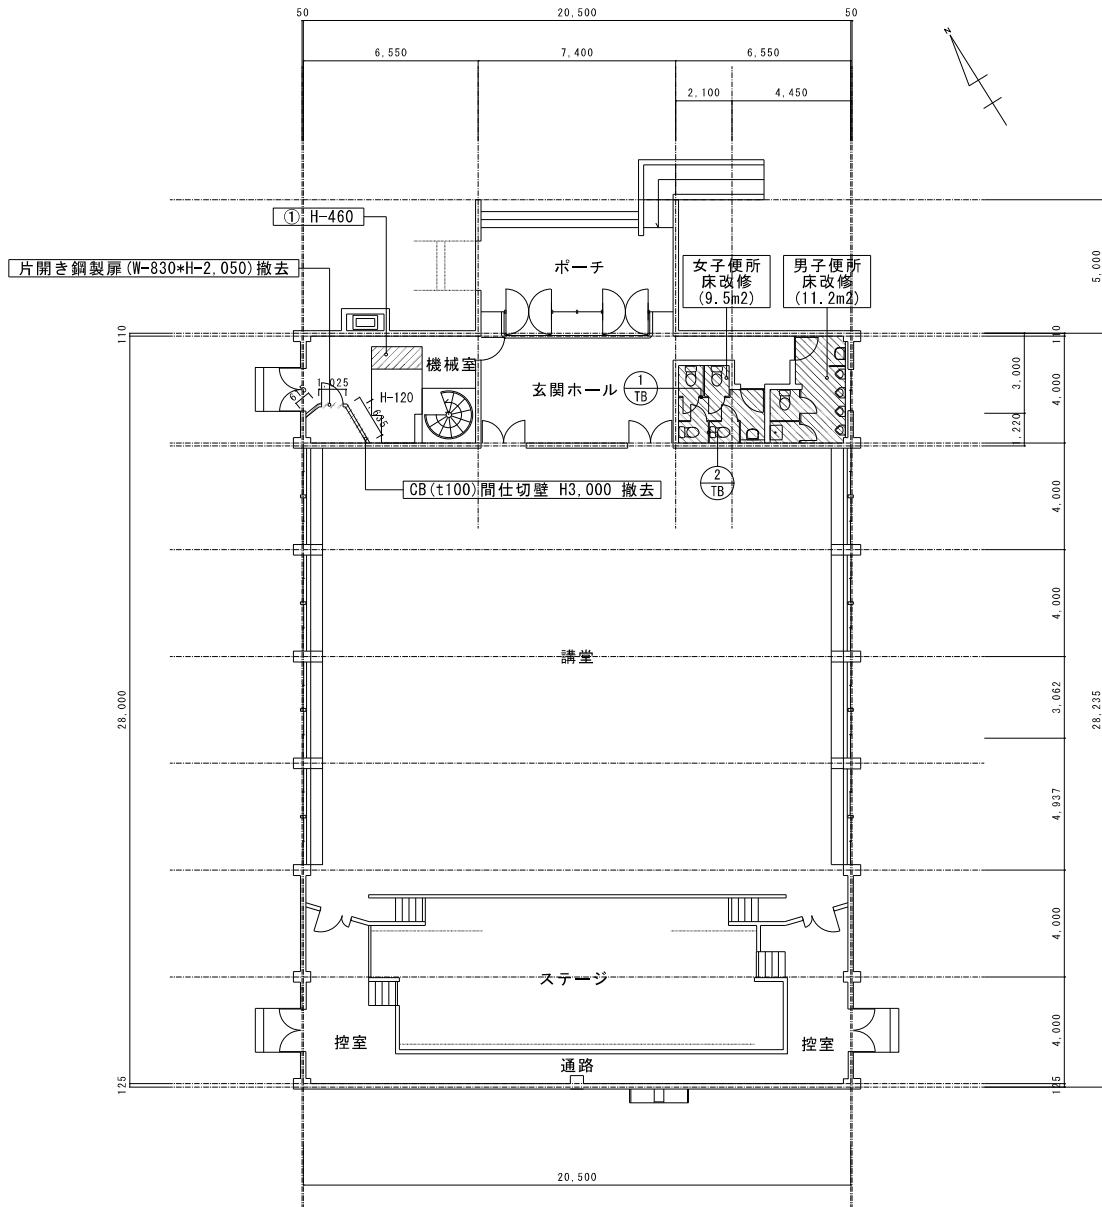 50
20,500
50
6,550
7,400
6,550
2,100
4,450
N
① H-460
片開き鋼製扉(W-830*H-2,050)撤去
ポーチ
女子便所
床改修
(9.5m2)
男子便所
床改修
(11.2m2)
5,000
110
110
機械室
玄関ホール
1
TB
1,025
H-120
635
3,000
4,000
1,220
2
TB
CB(t100)間仕切壁 H3,000 撤去
4,000
4,000
講堂
28,000
3,062
28,235
4,937
4,000
ステージ
控室
控室
4,000
通路
125
125
20,500